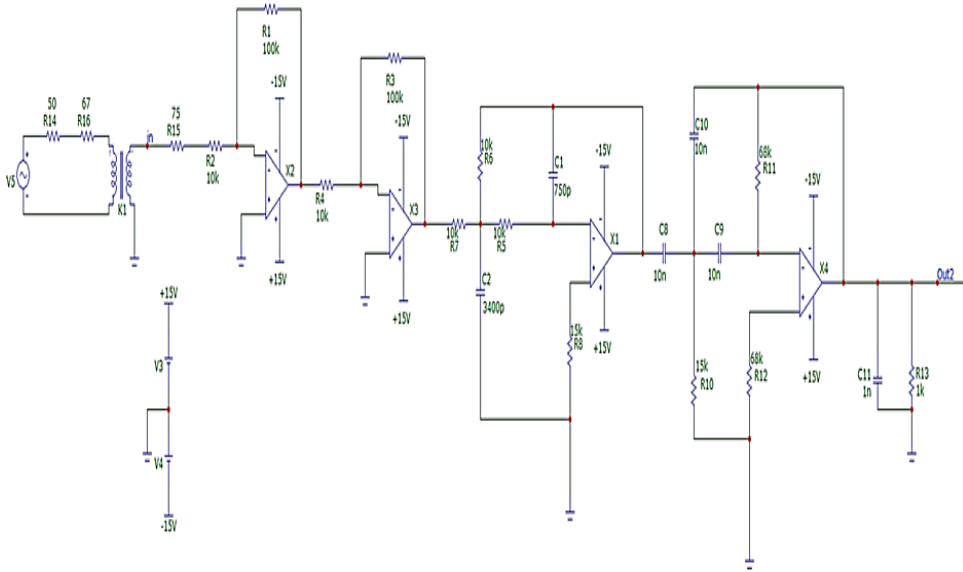 R1
100k
-15V
X2
+15V
50
R14
67
R16
V5
K1
in
75
R15
R2
10k
R3
100k
-15V
R4
10k
X3
+15V
10k
R6
C1
750p
-15V
10k
R7
10k
R5
X1
C2
3400p
15k
R8
+15V
C8
10n
C9
10n
C10
10n
68k
R11
-15V
X4
+15V
Out2
15k
R10
68k
R12
C11
1n
R13
1k
+15V
V3
V4
-15V